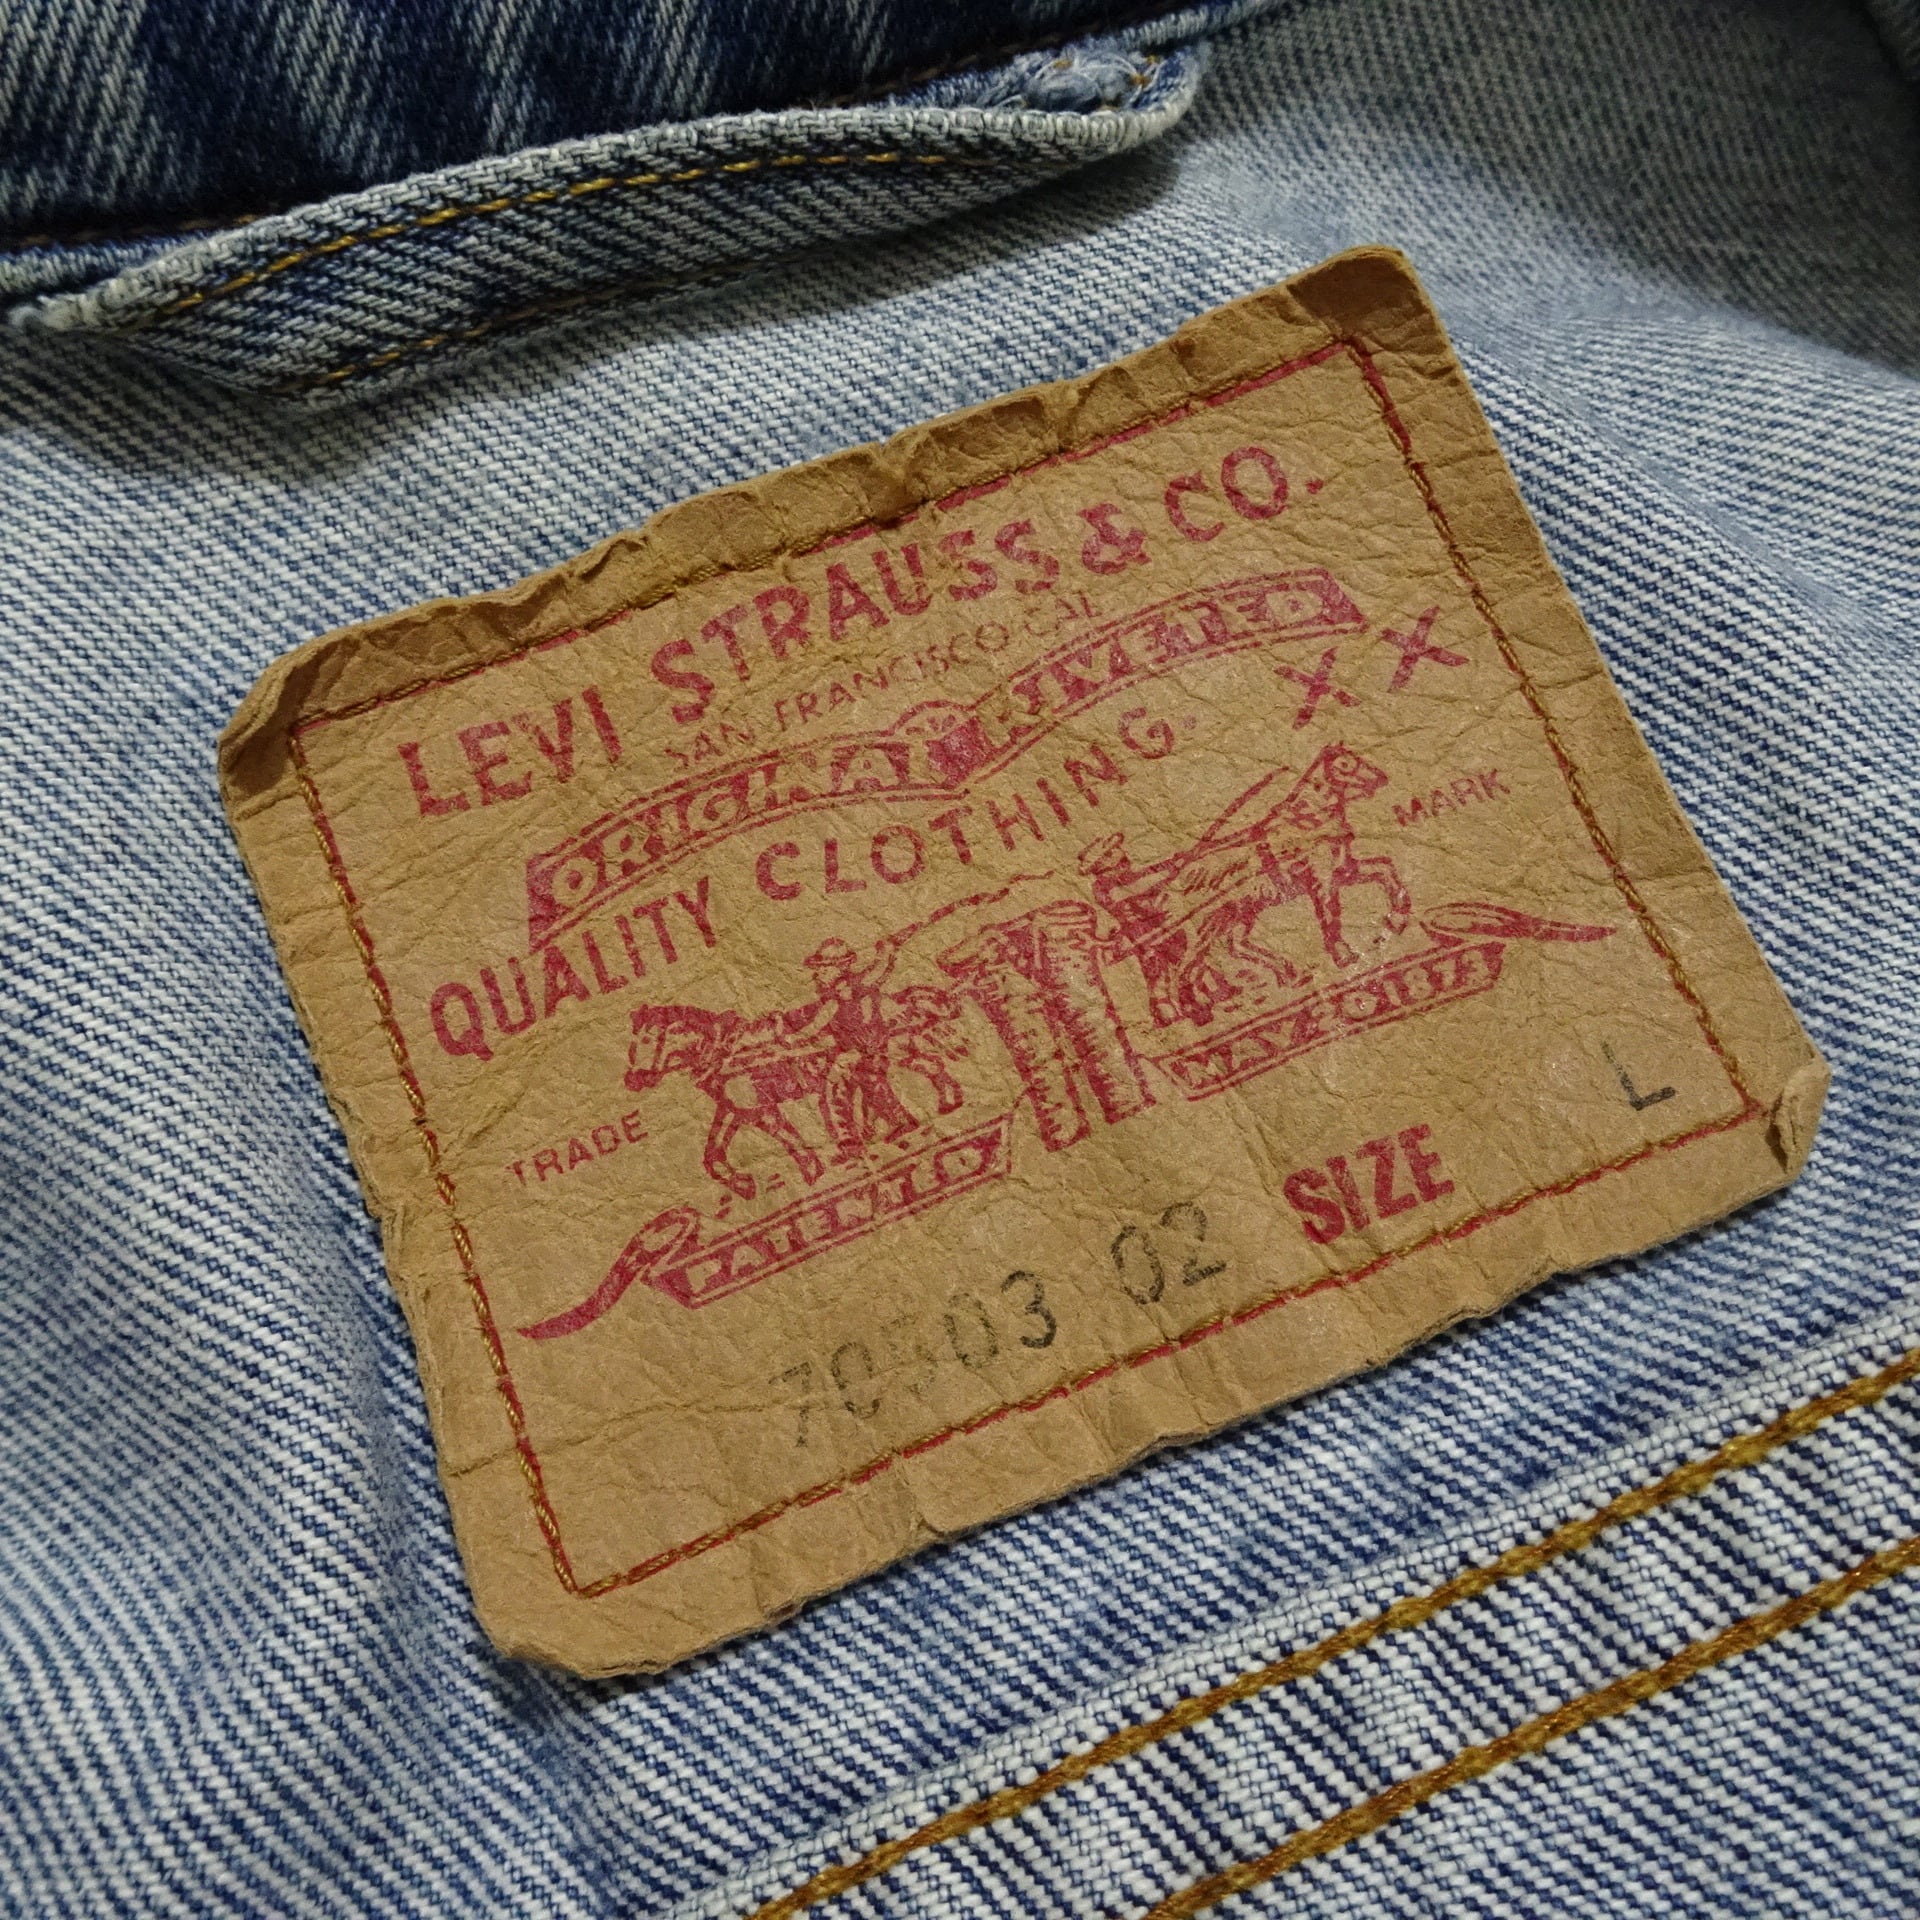 LEVI STRAUSS & CO.
SAN FRANCISCO CAL
ORIGINAL RIVETED
X X
QUALITY CLOTHING.
TRADE MARK
PATENTED MAY 20 1873
SIZE L
70503 02